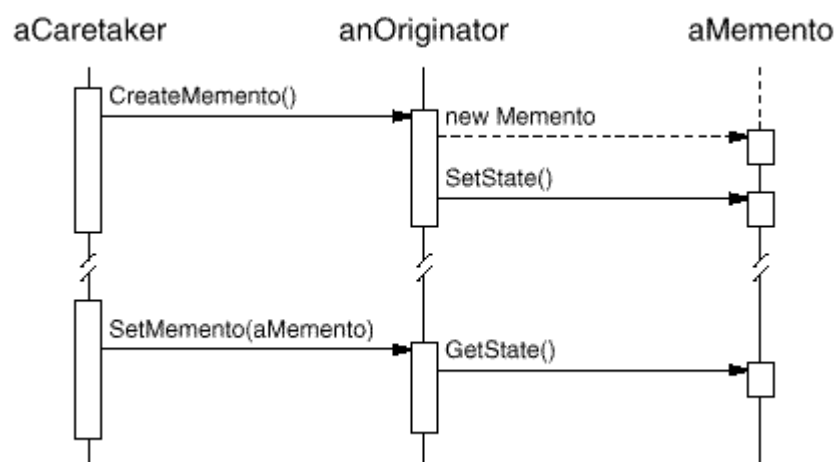 aCaretaker anOriginator aMemento
CreateMemento()
new Memento
SetState()
SetMemento(aMemento)
GetState()